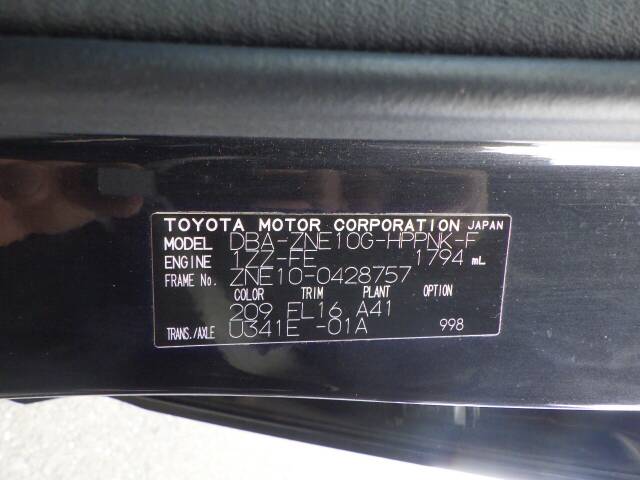 TOYOTA MOTOR CORPORATION JAPAN
MODEL DBA-ZNE10G-HPPNK-F
ENGINE 1ZZ-FE 1794 mL
FRAME No. ZNE10-0428757
COLOR TRIM PLANT OPTION
209 FL16 A41
TRANS./AXLE U341E -01A 998